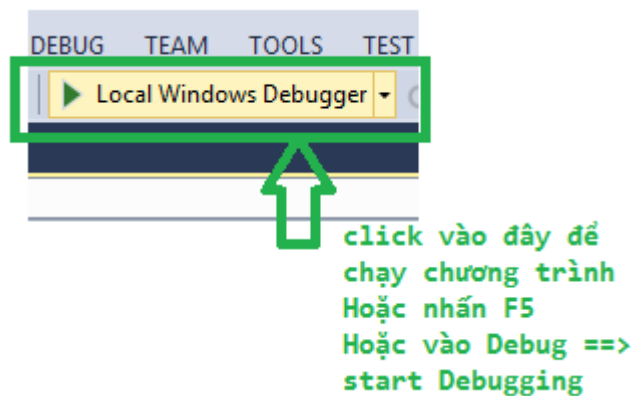 DEBUG TEAM TOOLS TEST
Local Windows Debugger
click vào đây để
chạy chương trình
Hoặc nhấn F5
Hoặc vào Debug ==>
start Debugging